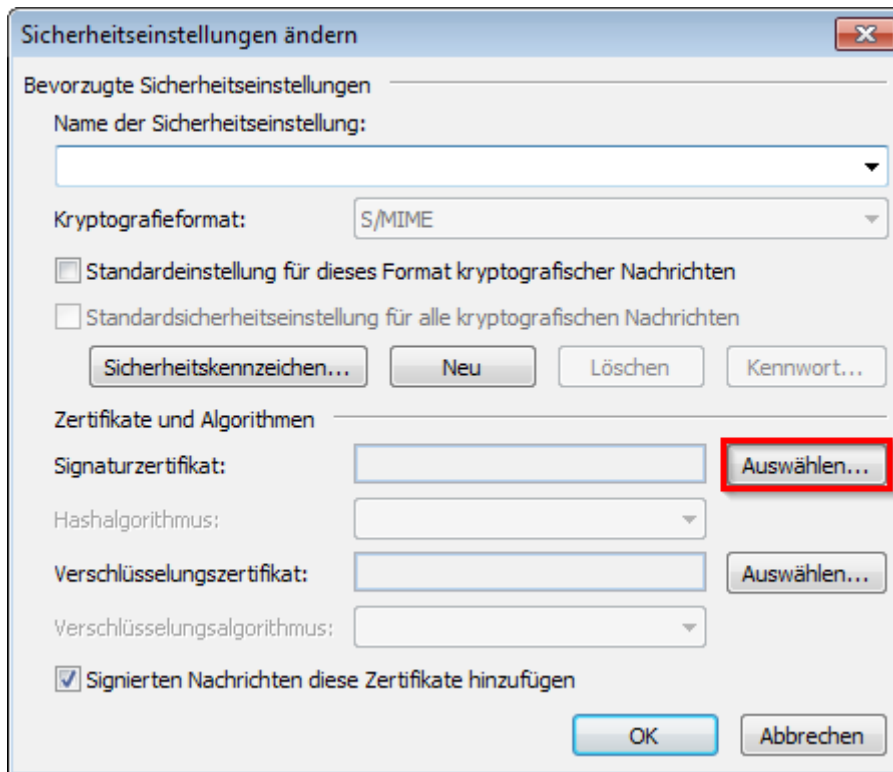 Sicherheitseinstellungen ändern
Bevorzugte Sicherheitseinstellungen
Name der Sicherheitseinstellung:
Kryptografieformat: S/MIME
Standardeinstellung für dieses Format kryptografischer Nachrichten
Standardsicherheitseinstellung für alle kryptografischen Nachrichten
Sicherheitskennzeichen... Neu Löschen Kennwort...
Zertifikate und Algorithmen
Signaturzertifikat: Auswählen...
Hashalgorithmus:
Verschlüsselungszertifikat: Auswählen...
Verschlüsselungsalgorithmus:
Signierten Nachrichten diese Zertifikate hinzufügen
OK Abbrechen